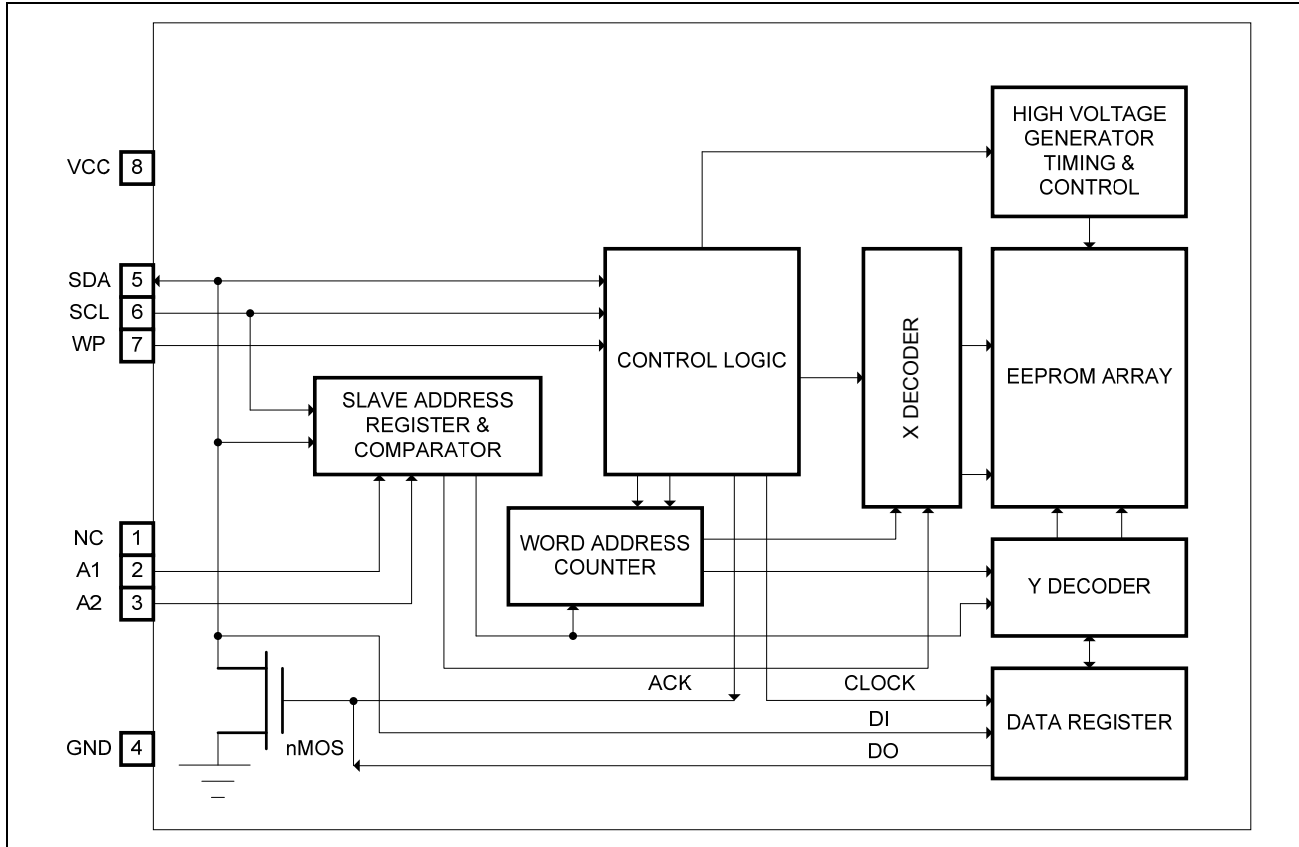 HIGH VOLTAGE
GENERATOR
TIMING &
CONTROL
VCC 8
SDA 5
SCL 6
WP 7
CONTROL LOGIC
X DECODER
EEPROM ARRAY
SLAVE ADDRESS
REGISTER &
COMPARATOR
NC 1
A1 2
A2 3
WORD ADDRESS
COUNTER
Y DECODER
ACK
CLOCK
DI
DO
DATA REGISTER
GND 4
nMOS